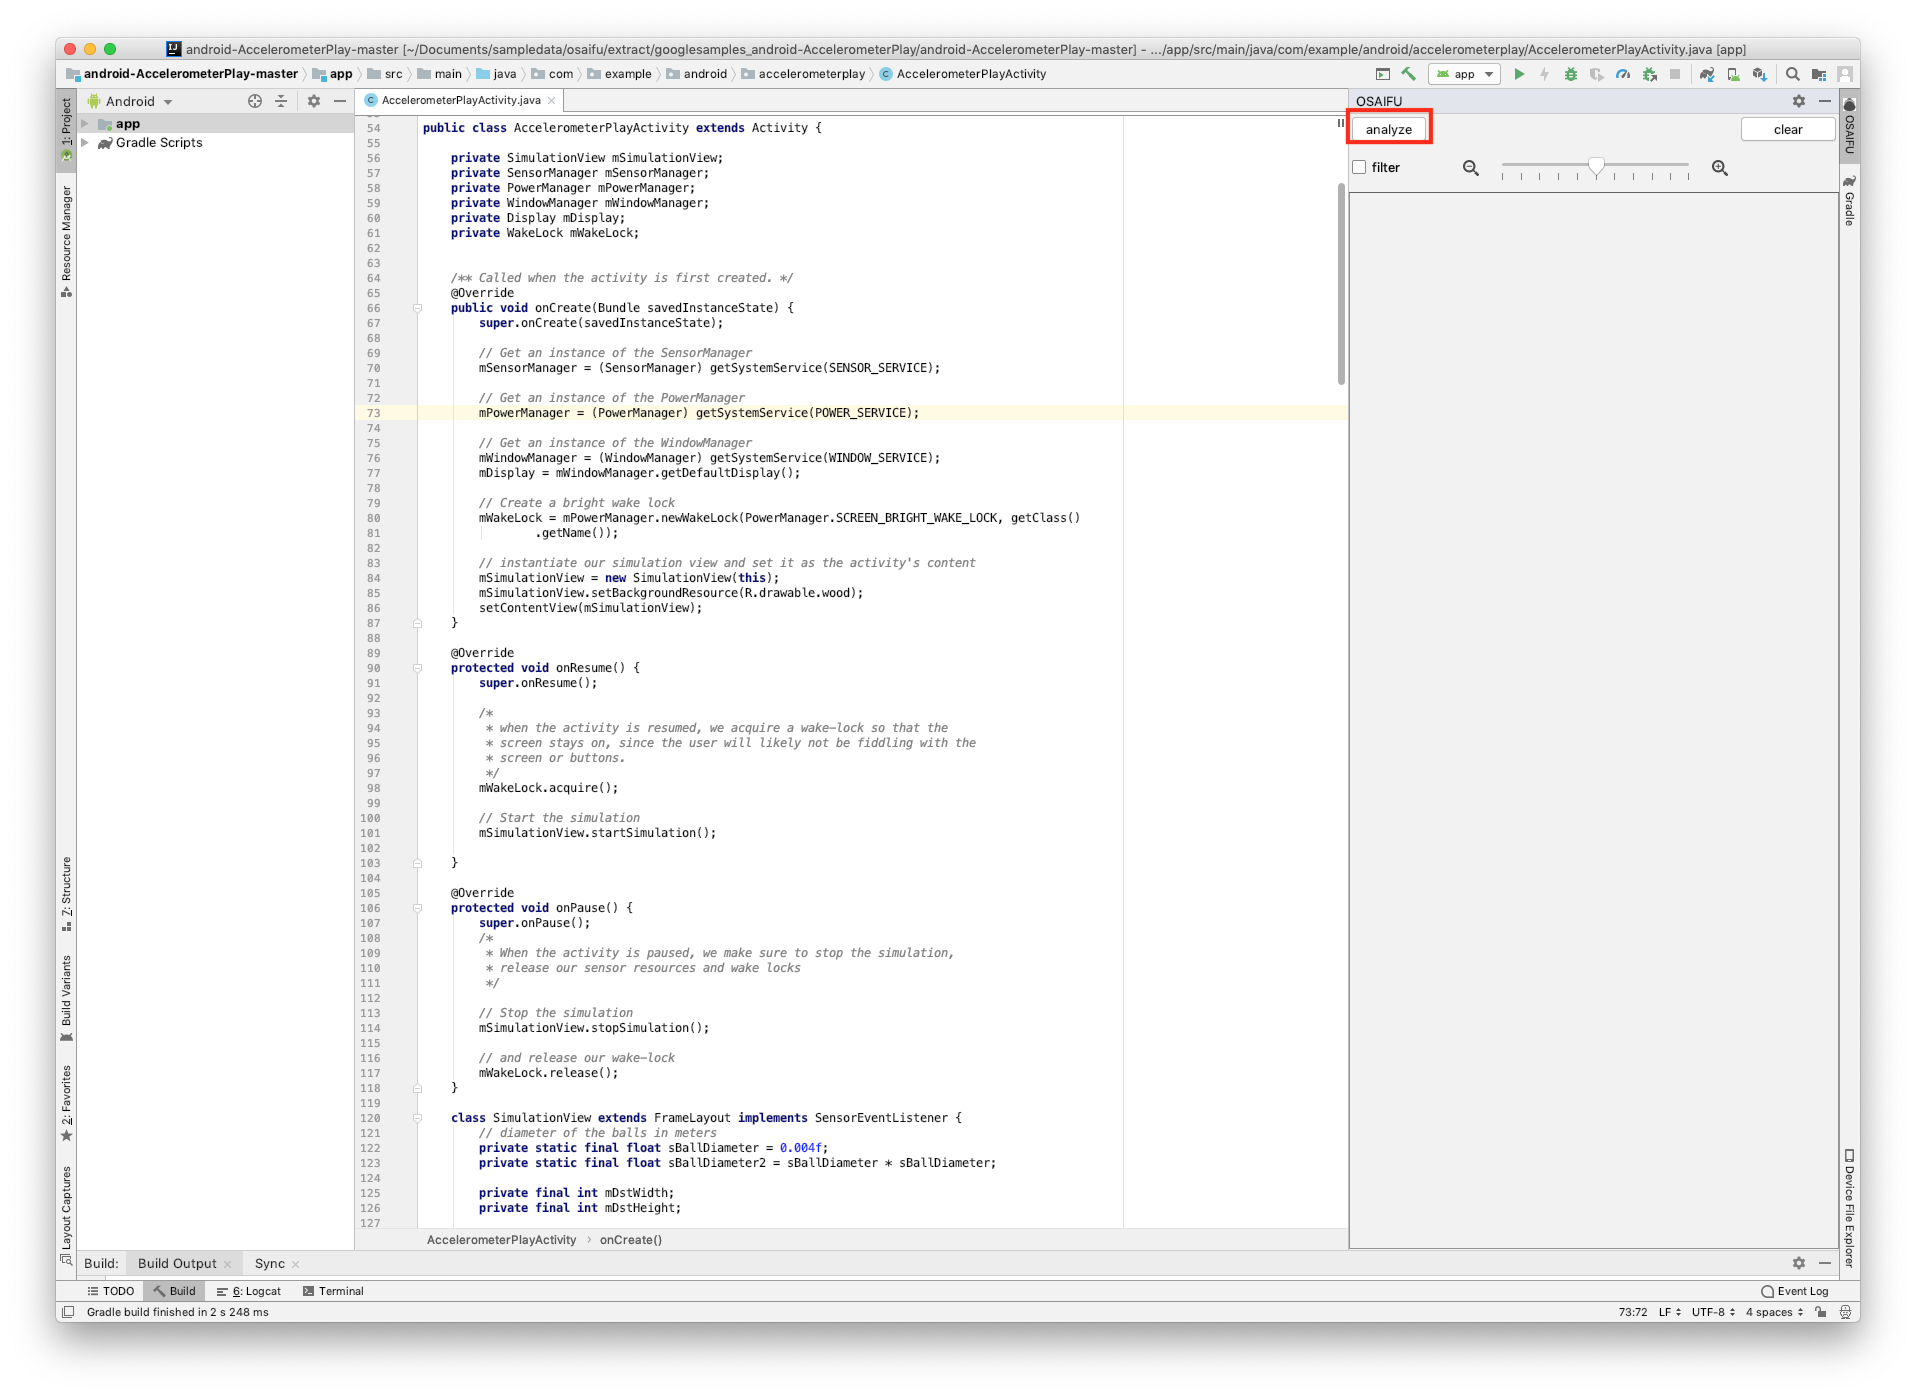 android-AccelerometerPlay-master [~/Documents/sampledata/osaifu/extract/googlesamples_android-AccelerometerPlay/android-AccelerometerPlay-master] - .../app/src/main/java/com/example/android/accelerometerplay/AccelerometerPlayActivity.java [app]
android-AccelerometerPlay-master app src main java com example android accelerometerplay AccelerometerPlayActivity app
Android
AccelerometerPlayActivity.java
OSAIFU
analyze
clear
filter
app
Gradle Scripts
1: Project
Resource Manager
7: Structure
Build Variants
2: Favorites
Layout Captures
54 public class AccelerometerPlayActivity extends Activity {
55
56 private SimulationView mSimulationView;
57 private SensorManager mSensorManager;
58 private PowerManager mPowerManager;
59 private WindowManager mWindowManager;
60 private Display mDisplay;
61 private WakeLock mWakeLock;
62
63
64 /** Called when the activity is first created. */
65 @Override
66 public void onCreate(Bundle savedInstanceState) {
67 super.onCreate(savedInstanceState);
68
69 // Get an instance of the SensorManager
70 mSensorManager = (SensorManager) getSystemService(SENSOR_SERVICE);
71
72 // Get an instance of the PowerManager
73 mPowerManager = (PowerManager) getSystemService(POWER_SERVICE);
74
75 // Get an instance of the WindowManager
76 mWindowManager = (WindowManager) getSystemService(WINDOW_SERVICE);
77 mDisplay = mWindowManager.getDefaultDisplay();
78
79 // Create a bright wake lock
80 mWakeLock = mPowerManager.newWakeLock(PowerManager.SCREEN_BRIGHT_WAKE_LOCK, getClass()
81 .getName());
82
83 // instantiate our simulation view and set it as the activity's content
84 mSimulationView = new SimulationView(this);
85 mSimulationView.setBackgroundResource(R.drawable.wood);
86 setContentView(mSimulationView);
87 }
88
89 @Override
90 protected void onResume() {
91 super.onResume();
92
93 /*
94 * when the activity is resumed, we acquire a wake-lock so that the
95 * screen stays on, since the user will likely not be fiddling with the
96 * screen or buttons.
97 */
98 mWakeLock.acquire();
99
100 // Start the simulation
101 mSimulationView.startSimulation();
102
103 }
104
105 @Override
106 protected void onPause() {
107 super.onPause();
108 /*
109 * When the activity is paused, we make sure to stop the simulation,
110 * release our sensor resources and wake locks
111 */
112
113 // Stop the simulation
114 mSimulationView.stopSimulation();
115
116 // and release our wake-lock
117 mWakeLock.release();
118 }
119
120 class SimulationView extends FrameLayout implements SensorEventListener {
121 // diameter of the balls in meters
122 private static final float sBallDiameter = 0.004f;
123 private static final float sBallDiameter2 = sBallDiameter * sBallDiameter;
124
125 private final int mDstWidth;
126 private final int mDstHeight;
127
AccelerometerPlayActivity › onCreate()
OSAIFU
Gradle
Device File Explorer
Build: Build Output Sync
TODO Build 6: Logcat Terminal Event Log
Gradle build finished in 2 s 248 ms 73:72 LF UTF-8 4 spaces